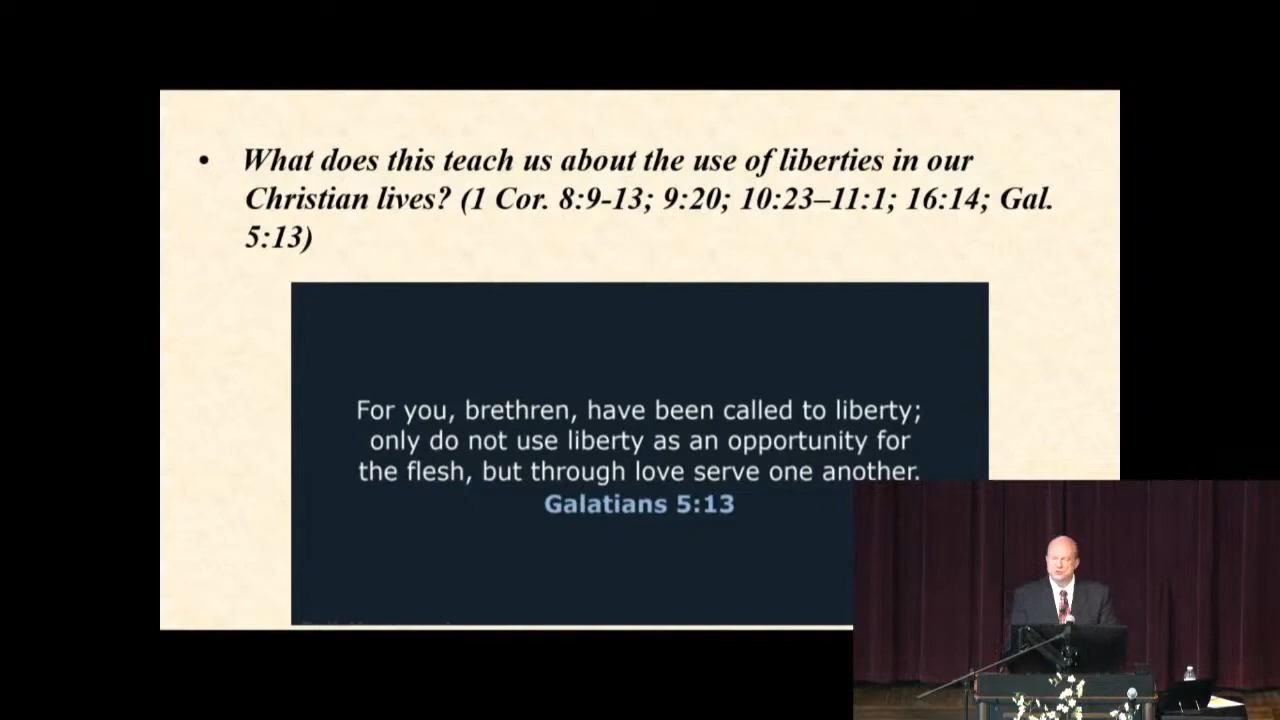 • What does this teach us about the use of liberties in our
Christian lives? (1 Cor. 8:9-13; 9:20; 10:23–11:1; 16:14; Gal.
5:13)
For you, brethren, have been called to liberty;
only do not use liberty as an opportunity for
the flesh, but through love serve one another.
Galatians 5:13